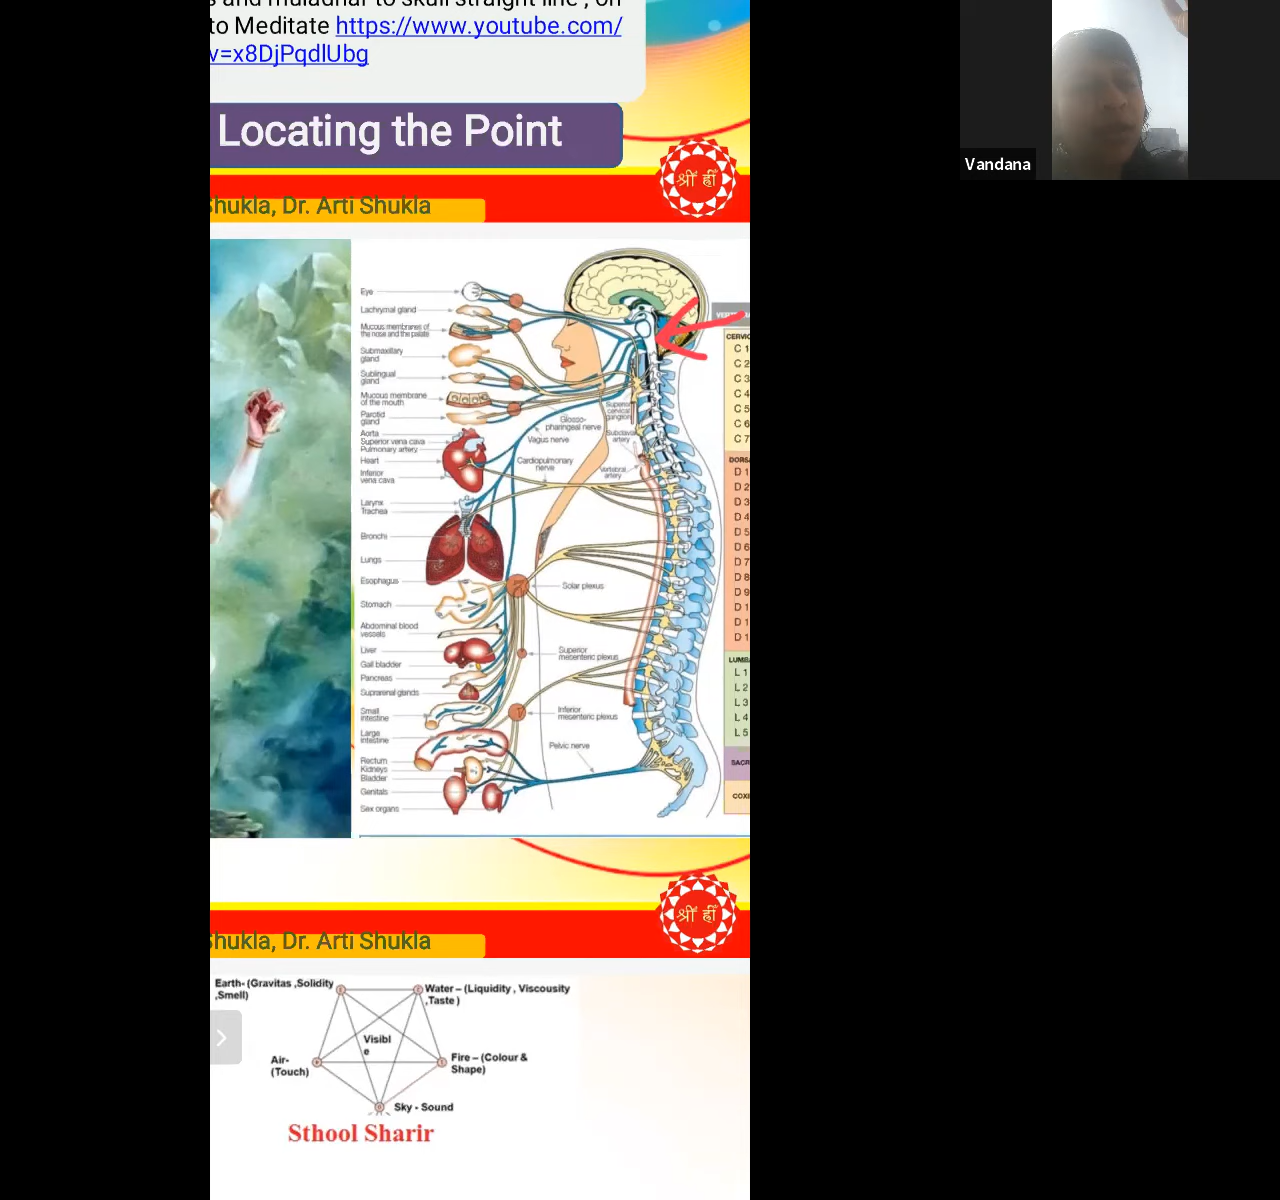 s and muladhar to skull straight line , on
to Meditate https://www.youtube.com/
v=x8DjPqdlUbg
Locating the Point
Vandana
श्रीं ह्रीं
Shukla, Dr. Arti Shukla
Eye
Lachrymal gland
Mucous membranes of
the nose and the palate
Submaxillary
gland
Sublingual
gland
Mucous membrane
of the mouth
Parotid
gland
Aorta
Superior vena cava
Pulmonary artery
Heart
Inferior
vena cava
Larynx
Trachea
Bronchi
Lungs
Esophagus
Stomach
Abdominal blood
vessels
Liver
Gall bladder
Pancreas
Suprarenal glands
Small
intestine
Large
intestine
Rectum
Kidneys
Bladder
Genitals
Sex organs
Glosso-
pharyngeal nerve
Vagus nerve
Cardiopulmonary
nerve
Superior
cervical
ganglion
Subclavian
artery
Vertebral
artery
Solar plexus
Superior
mesenteric plexus
Inferior
mesenteric plexus
Pelvic nerve
CERVIC
C 1
C 2
C 3
C 4
C 5
C 6
C 7
DORSA
D 1
D 2
D 3
D 4
D 5
D 6
D 7
D 8
D 9
D 1
D 1
D 1
LUMBA
L 1
L 2
L 3
L 4
L 5
SACR
COXI
श्रीं ह्रीं
Shukla, Dr. Arti Shukla
Earth- (Gravitas ,Solidity
,Smell)
Water – (Liquidity , Viscousity
,Taste )
Visibl
e
Air-
(Touch)
Fire – (Colour &
Shape)
Sky - Sound
Sthool Sharir